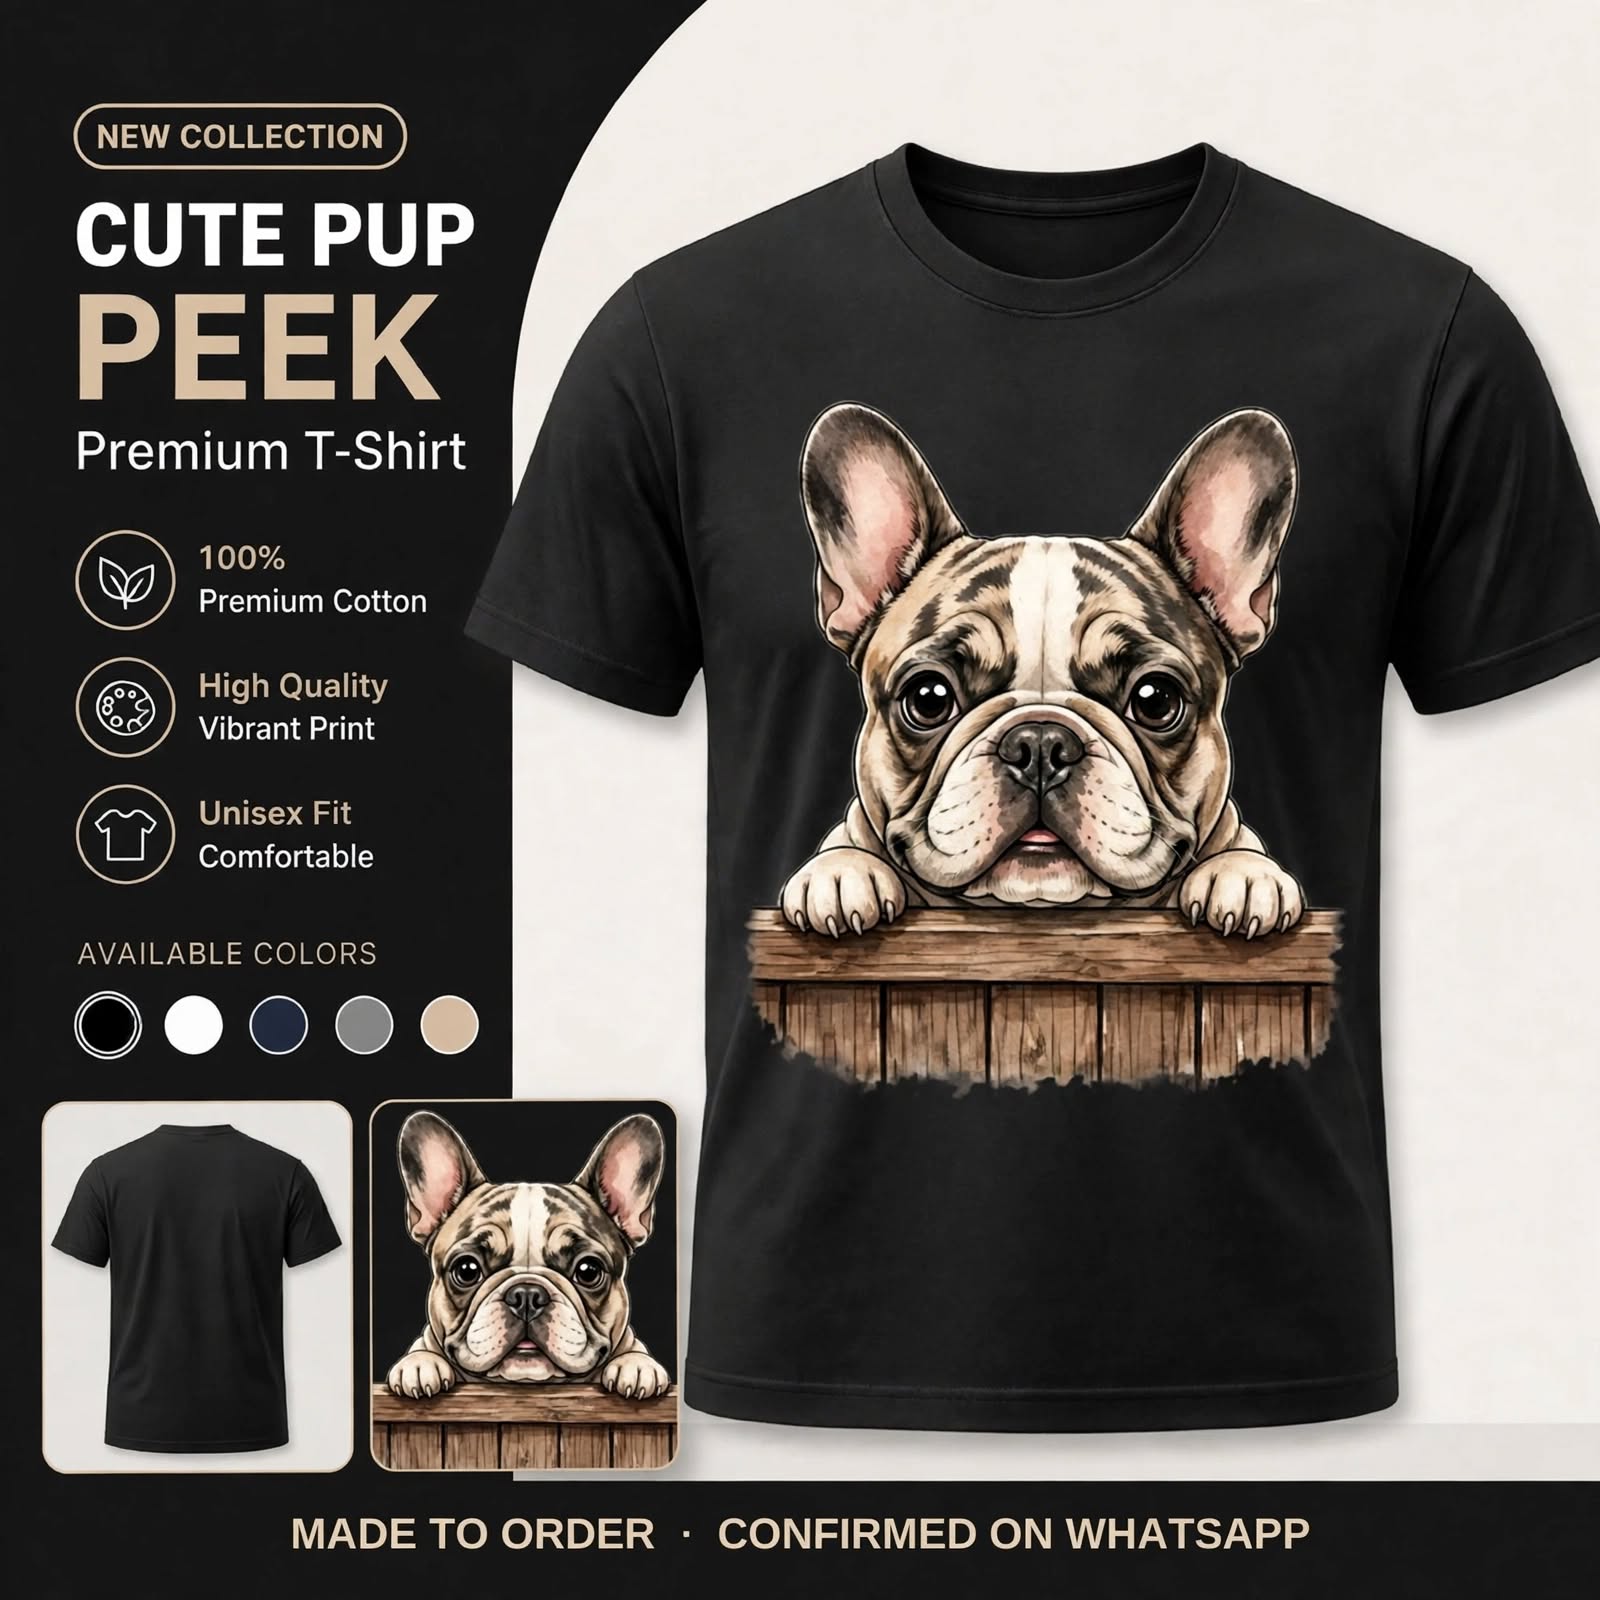 NEW COLLECTION
CUTE PUP
PEEK
Premium T-Shirt
100%
Premium Cotton
High Quality
Vibrant Print
Unisex Fit
Comfortable
AVAILABLE COLORS
MADE TO ORDER · CONFIRMED ON WHATSAPP